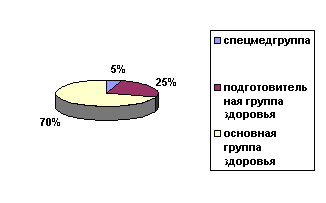 5%
25%
70%
спецмедгруппа
подготовитель
ная группа
здоровья
основная
группа
здоровья